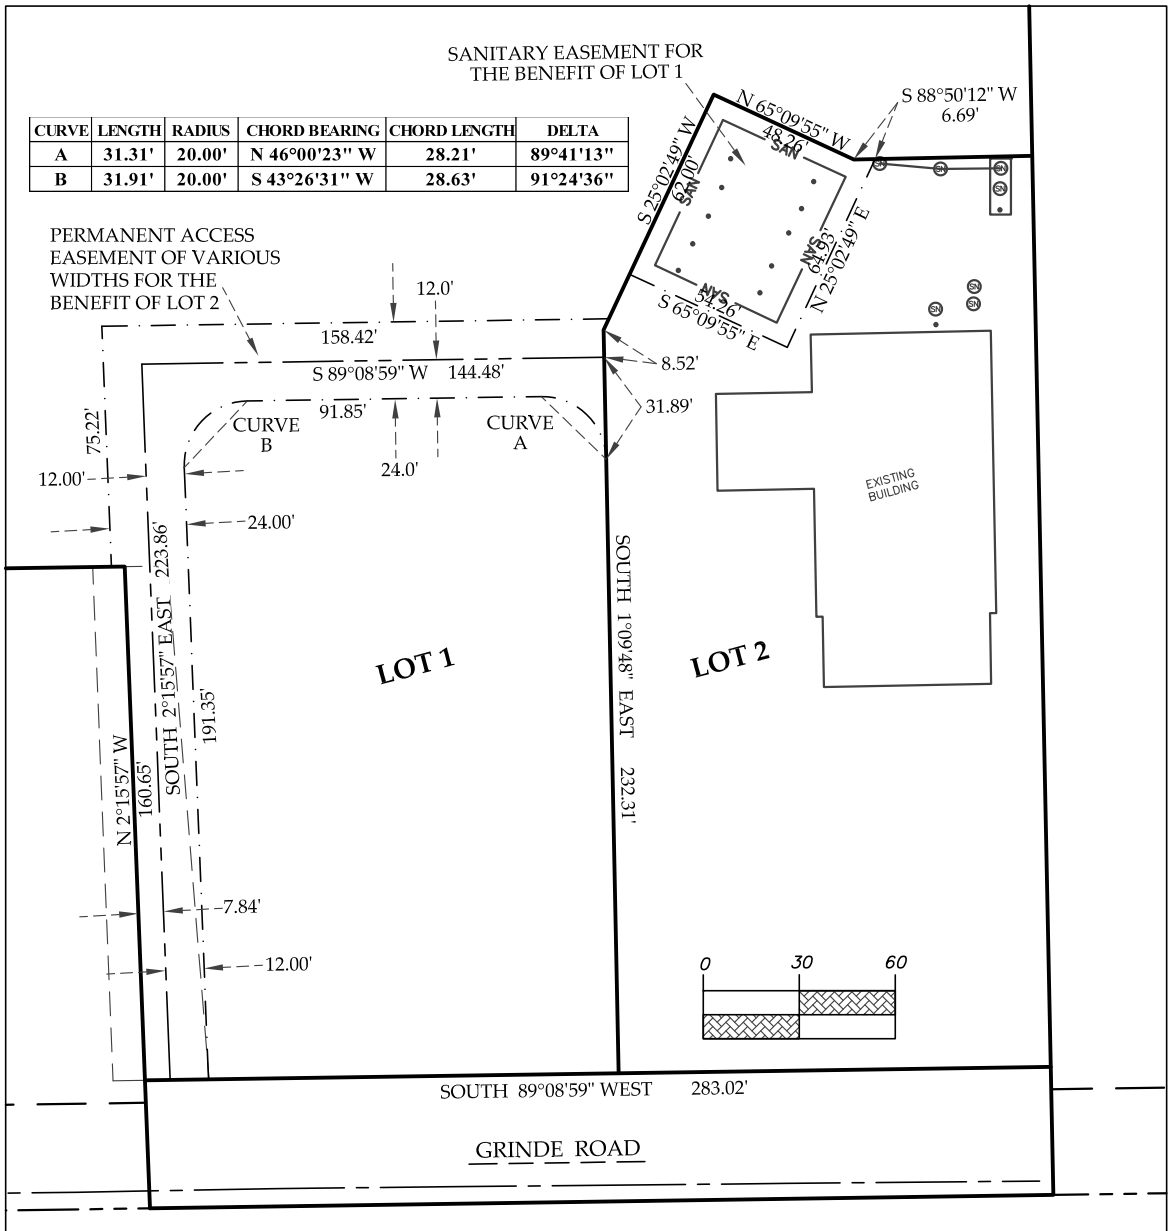 SANITARY EASEMENT FOR
THE BENEFIT OF LOT 1
S 88°50'12" W
6.69'
N 65°09'55" W
48.26'
CURVE LENGTH RADIUS CHORD BEARING CHORD LENGTH DELTA
A 31.31' 20.00' N 46°00'23" W 28.21' 89°41'13"
B 31.91' 20.00' S 43°26'31" W 28.63' 91°24'36"
S 25°02'49" W
62.00'
SAN
SAN
SAN
SAN
64.93'
N 25°02'49" E
54.26'
S 65°09'55" E
SN
SN
SN
SN
SN
SN
SN
PERMANENT ACCESS
EASEMENT OF VARIOUS
WIDTHS FOR THE
BENEFIT OF LOT 2
12.0'
158.42'
S 89°08'59" W 144.48'
8.52'
31.89'
91.85'
CURVE
B
CURVE
A
24.0'
75.22'
12.00'
24.00'
EXISTING
BUILDING
SOUTH 2°15'57" EAST 223.86'
191.35'
N 2°15'57" W
160.65'
LOT 1
SOUTH 1°09'48" EAST 232.31'
LOT 2
7.84'
12.00'
0 30 60
SOUTH 89°08'59" WEST 283.02'
GRINDE ROAD